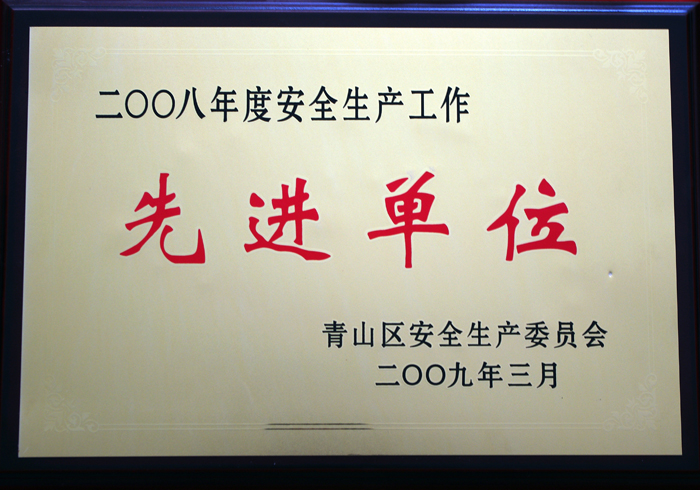 二〇〇八年度安全生产工作
先进单位
青山区安全生产委员会
二〇〇九年三月